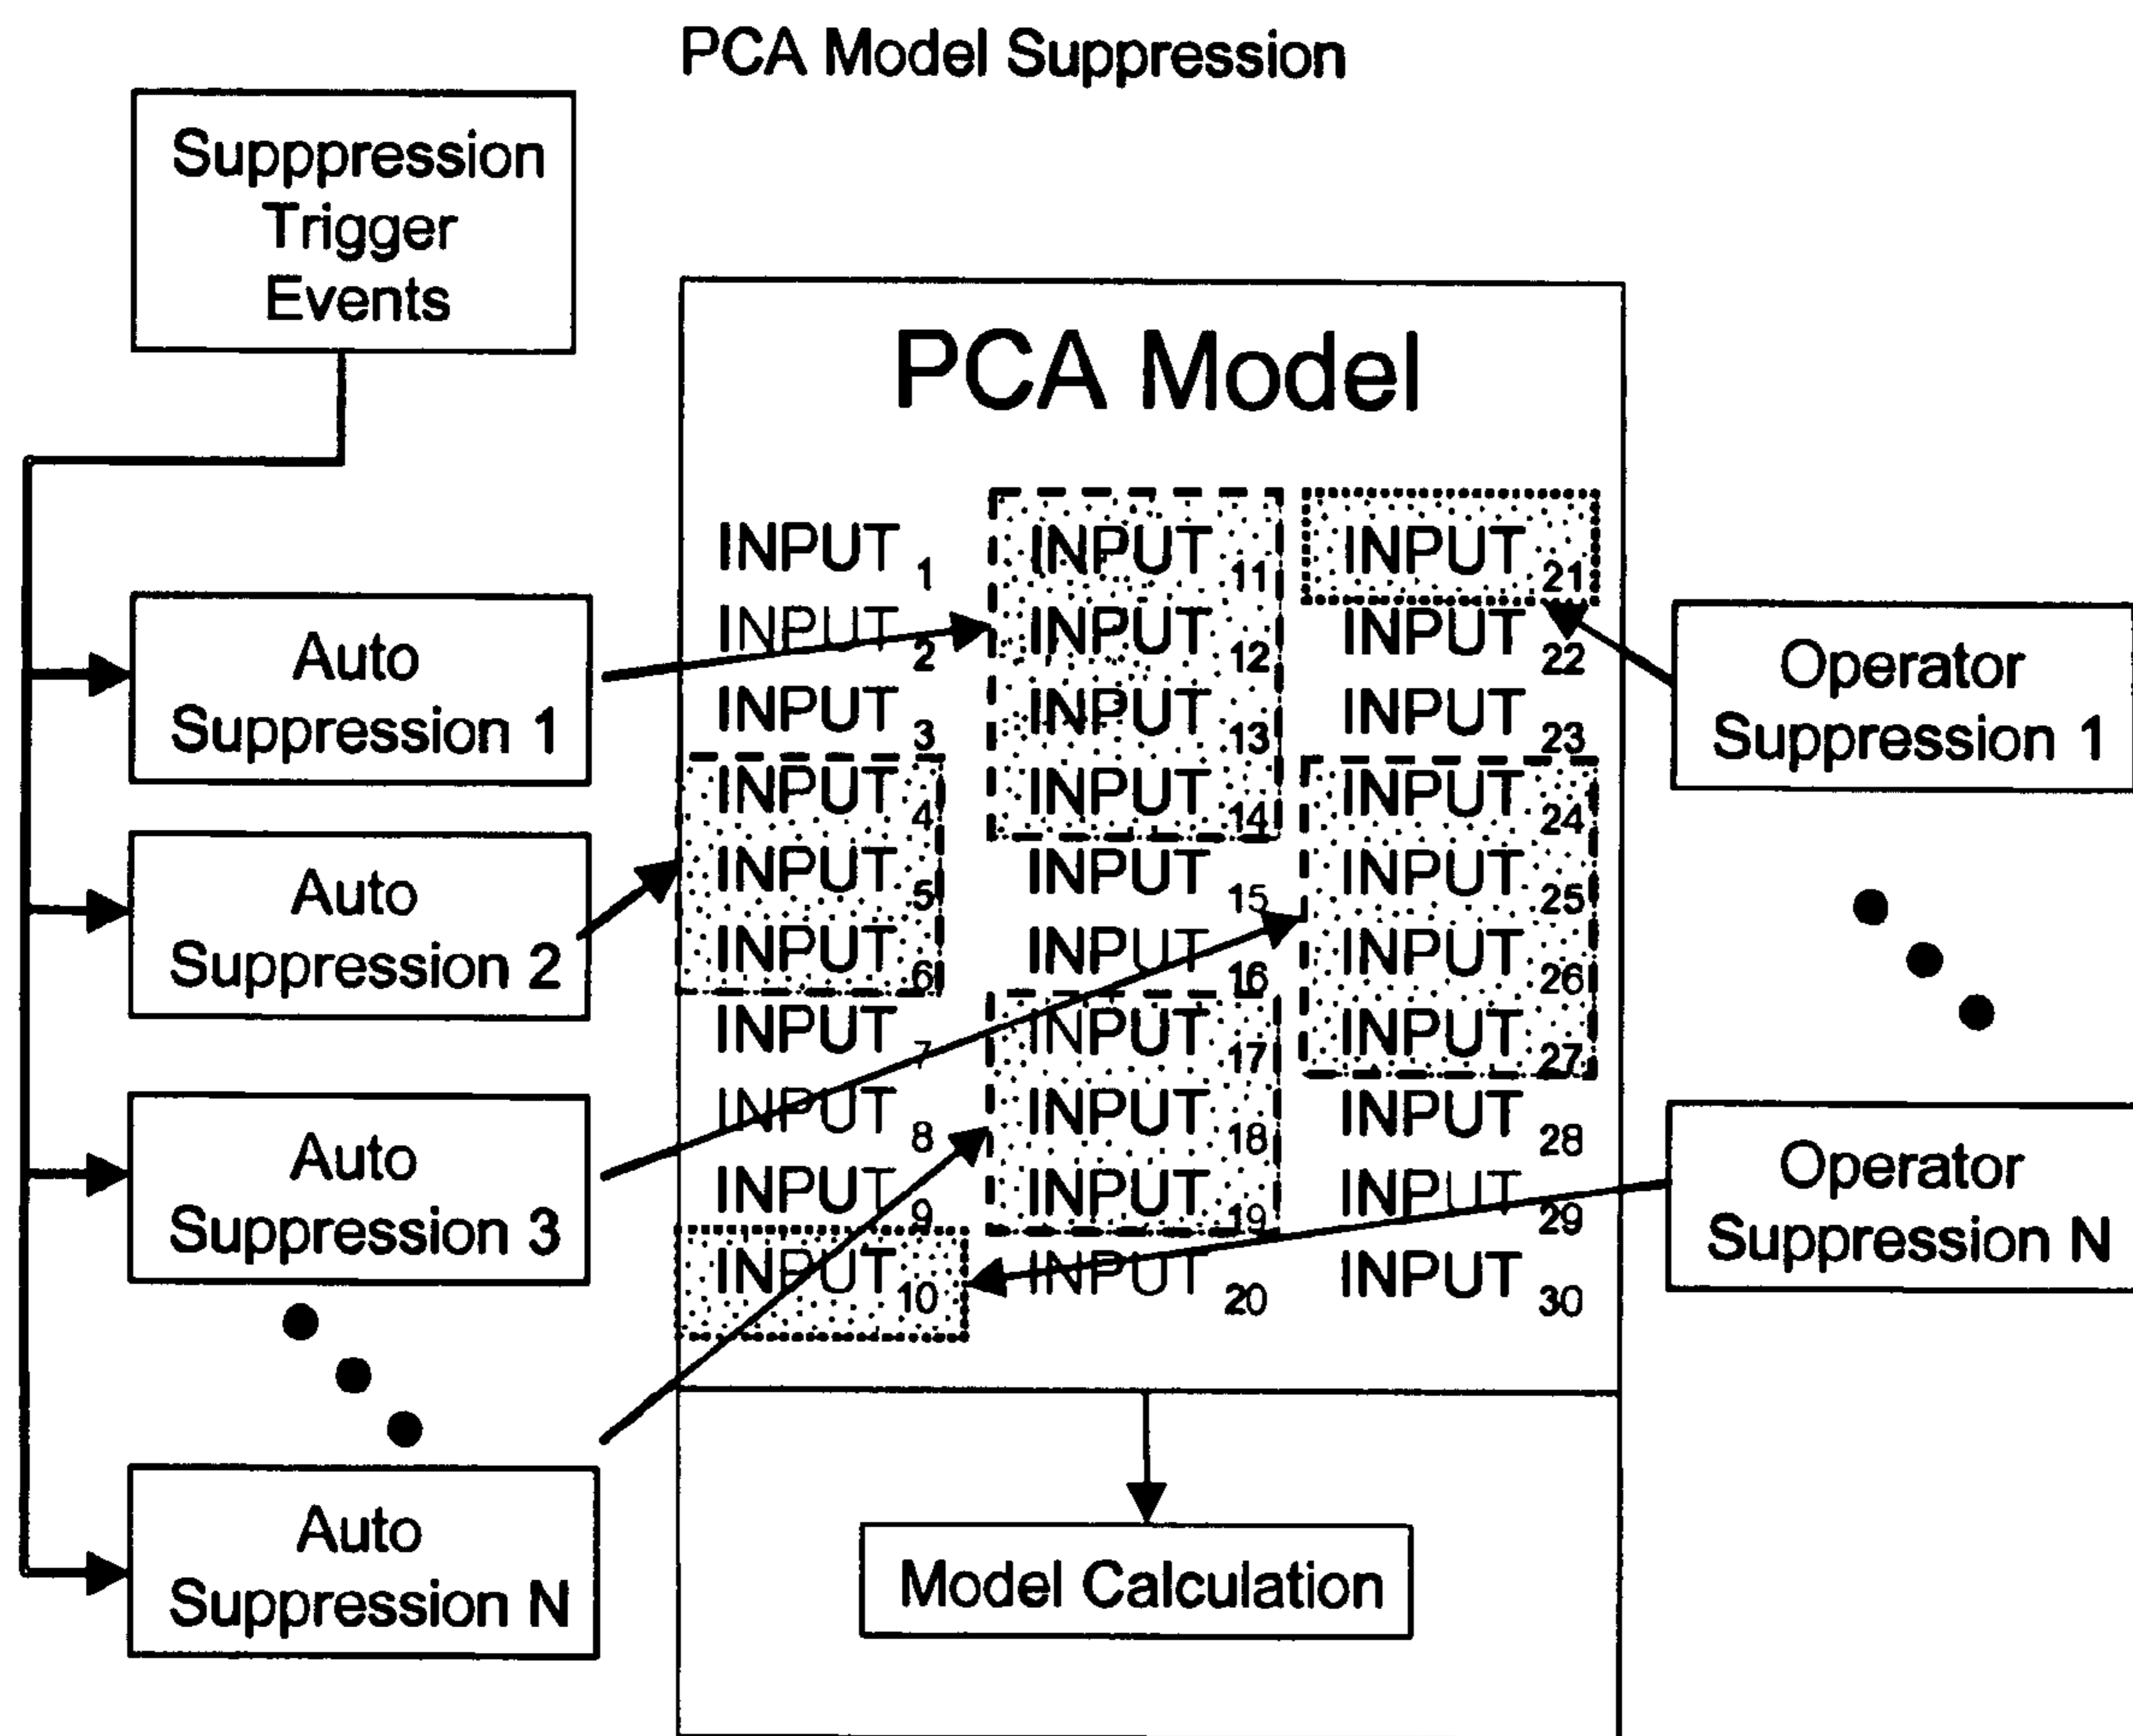 PCA Model Suppression
Supppression
Trigger
Events
PCA Model
INPUT 1
INPUT 2
INPUT 3
INPUT 4
INPUT 5
INPUT 6
INPUT 7
INPUT 8
INPUT 9
INPUT 10
INPUT 11
INPUT 12
INPUT 13
INPUT 14
INPUT 15
INPUT 16
INPUT 17
INPUT 18
INPUT 19
INPUT 20
INPUT 21
INPUT 22
INPUT 23
INPUT 24
INPUT 25
INPUT 26
INPUT 27
INPUT 28
INPUT 29
INPUT 30
Auto
Suppression 1
Auto
Suppression 2
Auto
Suppression 3
Auto
Suppression N
Operator
Suppression 1
Operator
Suppression N
Model Calculation